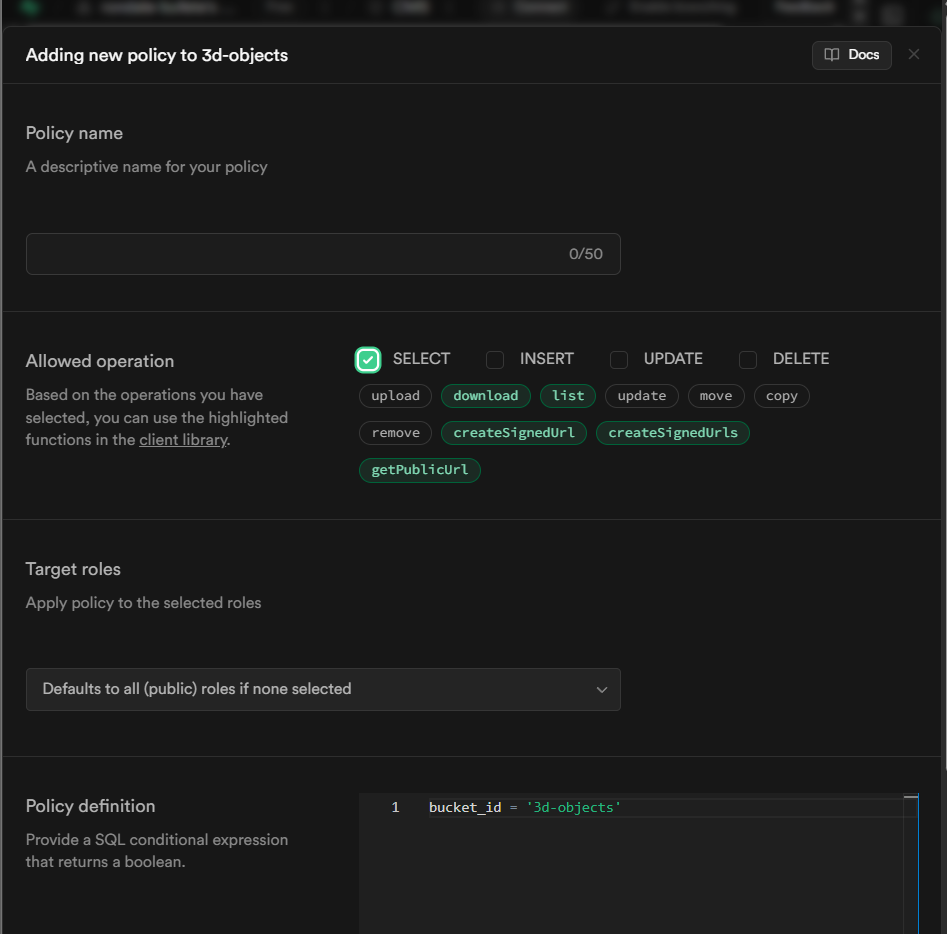 Adding new policy to 3d-objects
Docs
Policy name
A descriptive name for your policy
0/50
Allowed operation
Based on the operations you have
selected, you can use the highlighted
functions in the client library.
SELECT INSERT UPDATE DELETE
upload download list update move copy
remove createSignedUrl createSignedUrls
getPublicUrl
Target roles
Apply policy to the selected roles
Defaults to all (public) roles if none selected
Policy definition
Provide a SQL conditional expression
that returns a boolean.
1 bucket_id = '3d-objects'